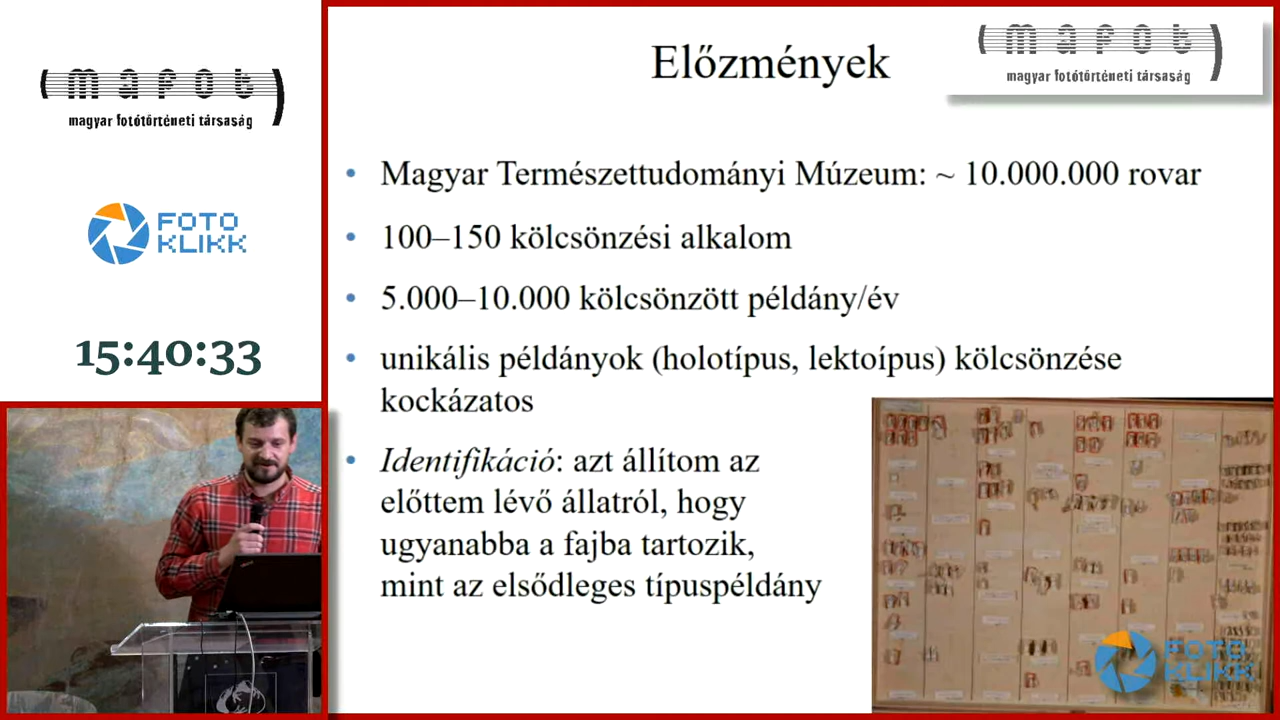 mafot
magyar fotótörténeti társaság
FOTO
KLIKK
15:40:33
Előzmények
mafot
magyar fotótörténeti társaság
• Magyar Természettudományi Múzeum: ~ 10.000.000 rovar
• 100–150 kölcsönzési alkalom
• 5.000–10.000 kölcsönzött példány/év
• unikális példányok (holotípus, lektoípus) kölcsönzése
kockázatos
• Identifikáció: azt állítom az
előttem lévő állatról, hogy
ugyanabba a fajba tartozik,
mint az elsődleges típuspéldány
FOTO
KLIKK